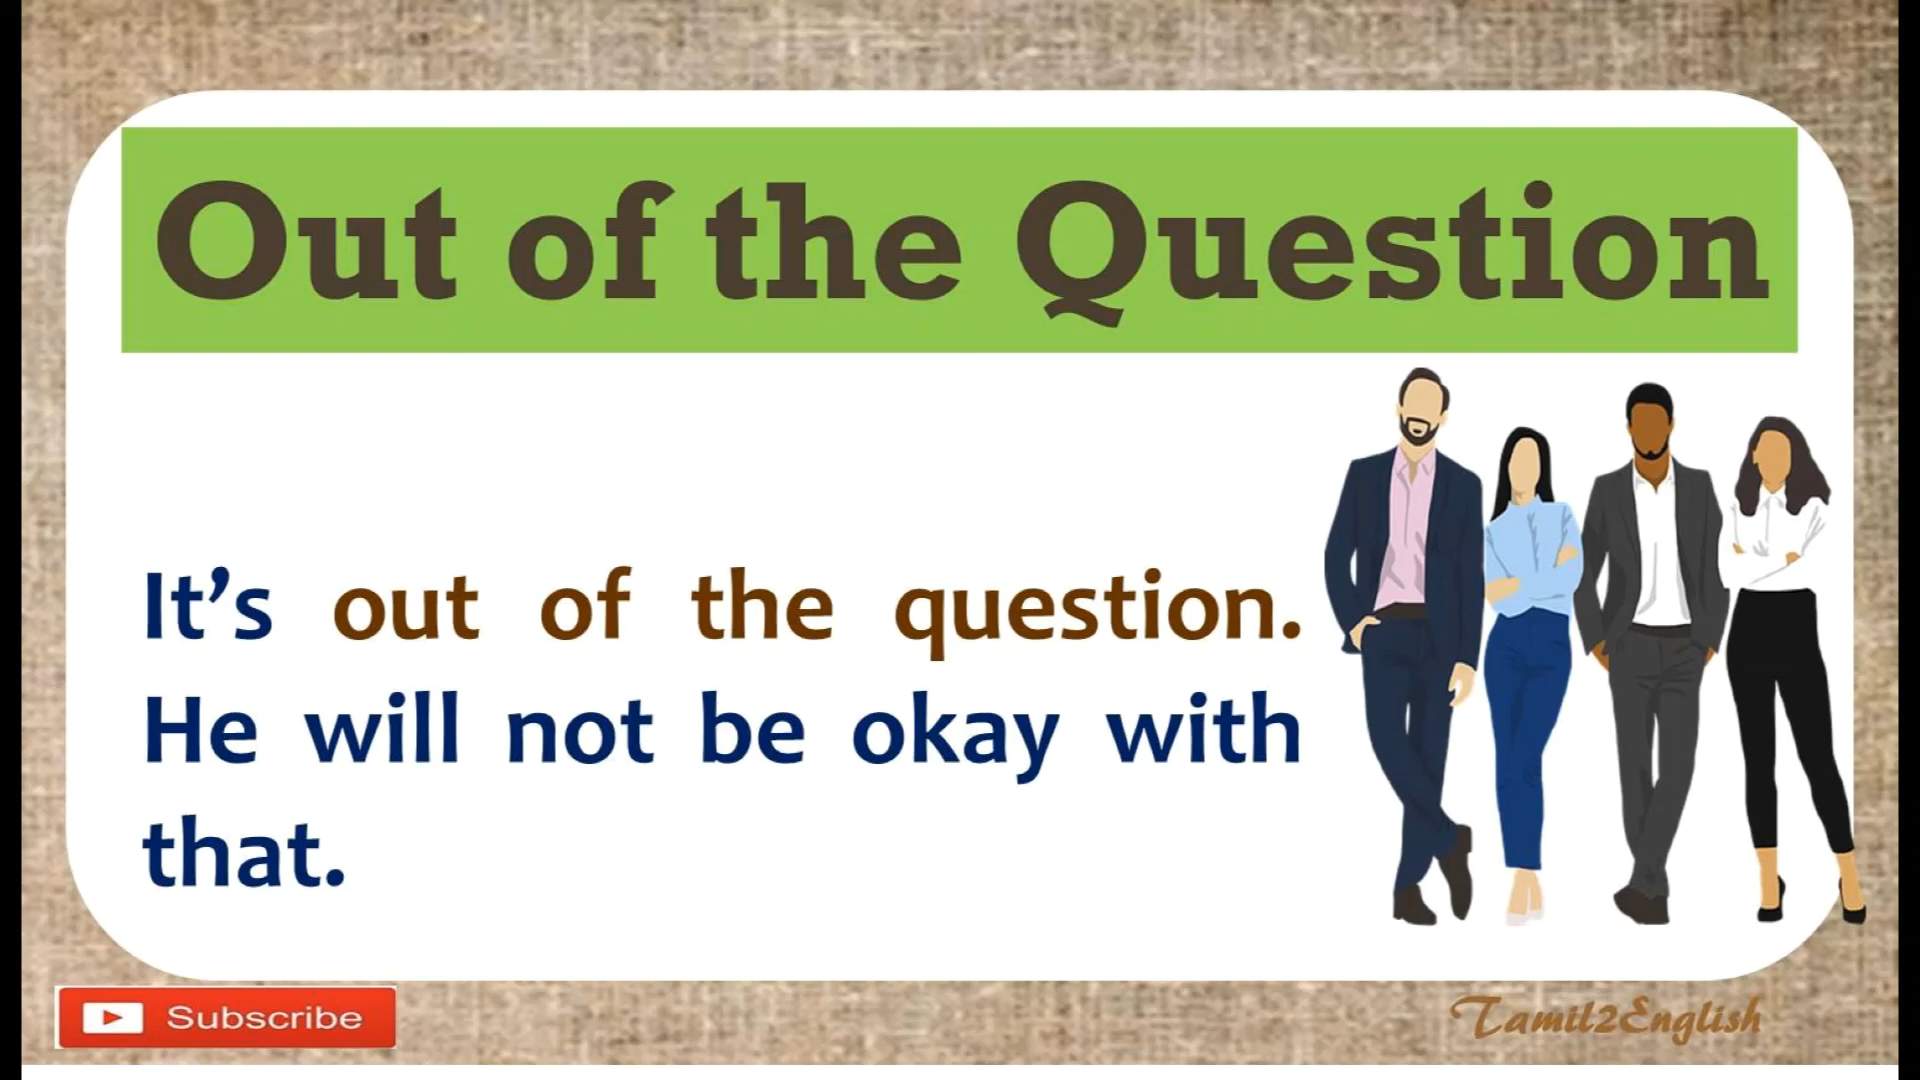 Out of the Question
It’s out of the question.
He will not be okay with
that.
Subscribe
Tamil2English